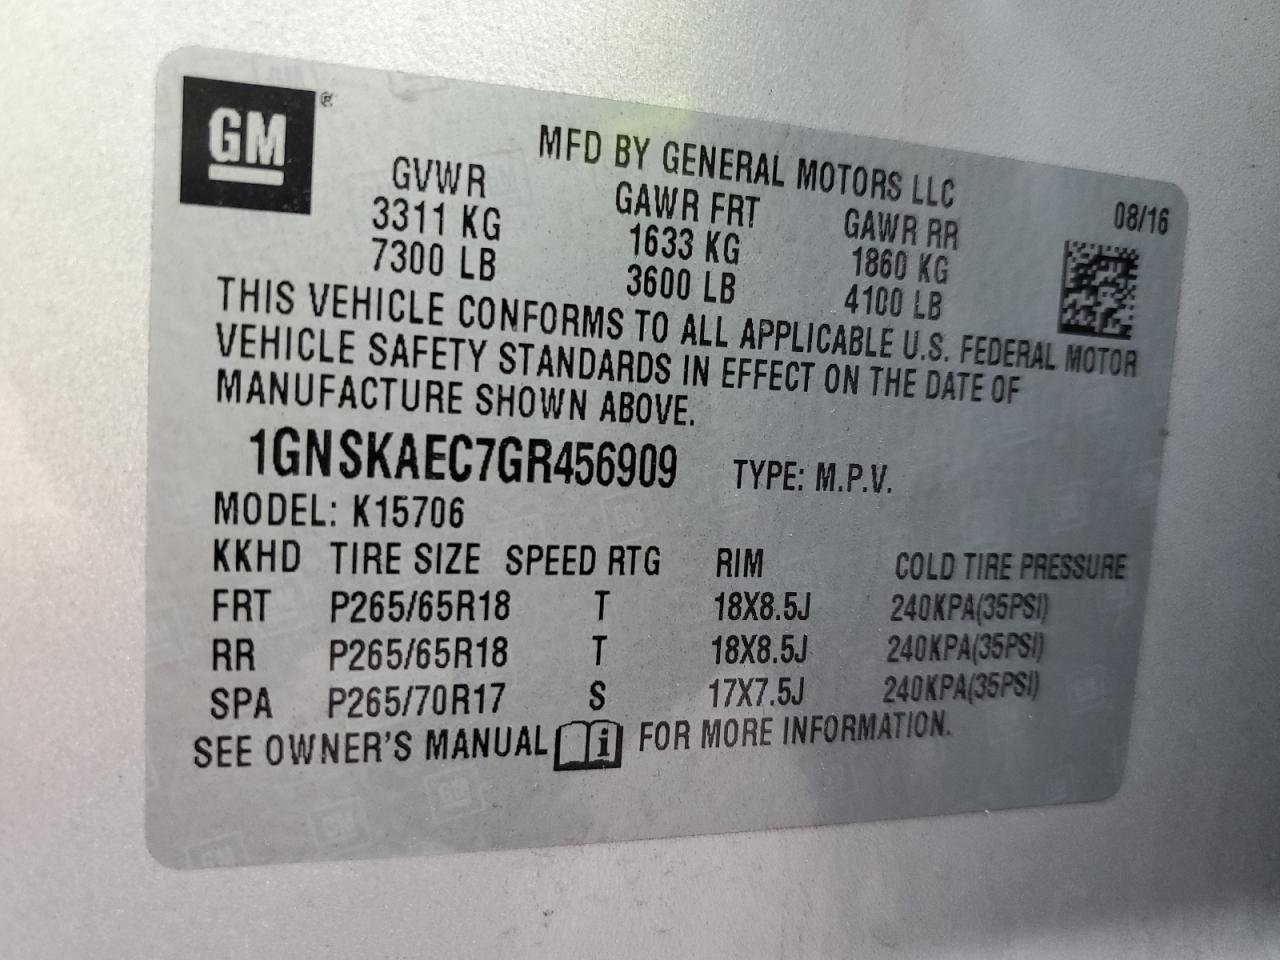 GM®
MFD BY GENERAL MOTORS LLC
08/16
GVWR GAWR FRT GAWR RR
3311 KG 1633 KG 1860 KG
7300 LB 3600 LB 4100 LB
THIS VEHICLE CONFORMS TO ALL APPLICABLE U.S. FEDERAL MOTOR
VEHICLE SAFETY STANDARDS IN EFFECT ON THE DATE OF
MANUFACTURE SHOWN ABOVE.
1GNSKAEC7GR456909 TYPE: M.P.V.
MODEL: K15706
KKHD TIRE SIZE SPEED RTG RIM COLD TIRE PRESSURE
FRT P265/65R18 T 18X8.5J 240KPA(35PSI)
RR P265/65R18 T 18X8.5J 240KPA(35PSI)
SPA P265/70R17 S 17X7.5J 240KPA(35PSI)
SEE OWNER'S MANUAL i FOR MORE INFORMATION.